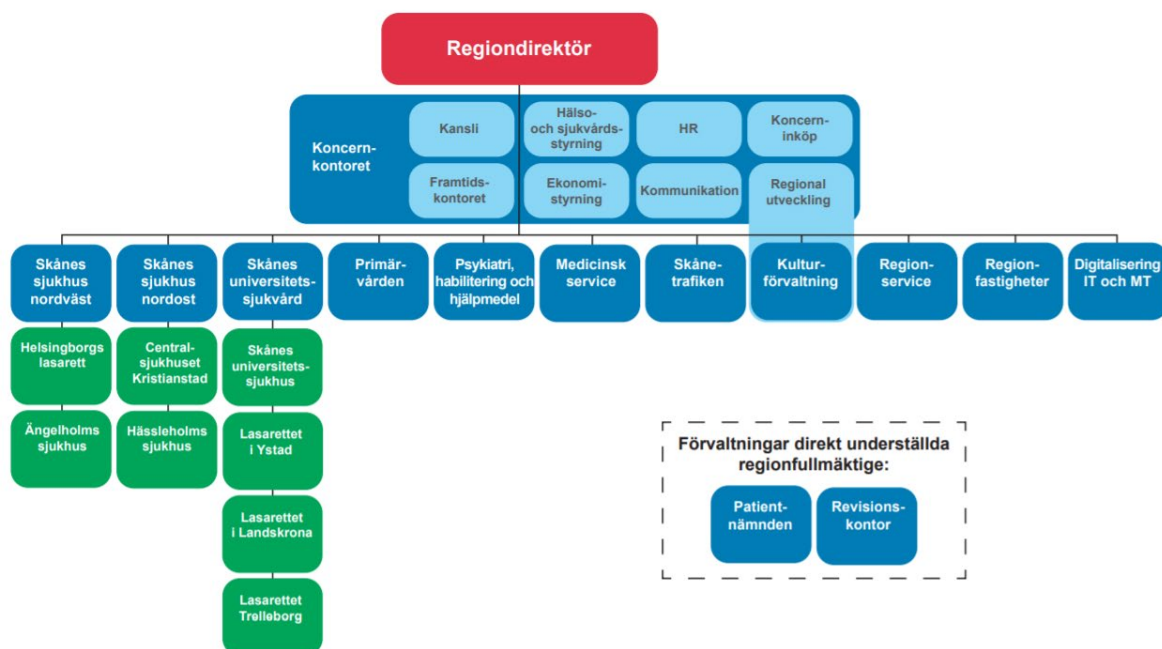 Regiondirektör
Koncern-
kontoret
Kansli
Hälso-
och sjukvårds-
styrning
HR
Koncern-
inköp
Framtids-
kontoret
Ekonomi-
styrning
Kommunikation
Regional
utveckling
Skånes
sjukhus
nordväst
Skånes
sjukhus
nordost
Skånes
universitets-
sjukvård
Primär-
vården
Psykiatri,
habilitering och
hjälpmedel
Medicinsk
service
Skåne-
trafiken
Kultur-
förvaltning
Region-
service
Region-
fastigheter
Digitalisering
IT och MT
Helsingborgs
lasarett
Central-
sjukhuset
Kristianstad
Skånes
universitets-
sjukhus
Ängelholms
sjukhus
Hässleholms
sjukhus
Lasarettet
i Ystad
Lasarettet
i Landskrona
Lasarettet
Trelleborg
Förvaltningar direkt underställda
regionfullmäktige:
Patient-
nämnden
Revisions-
kontor